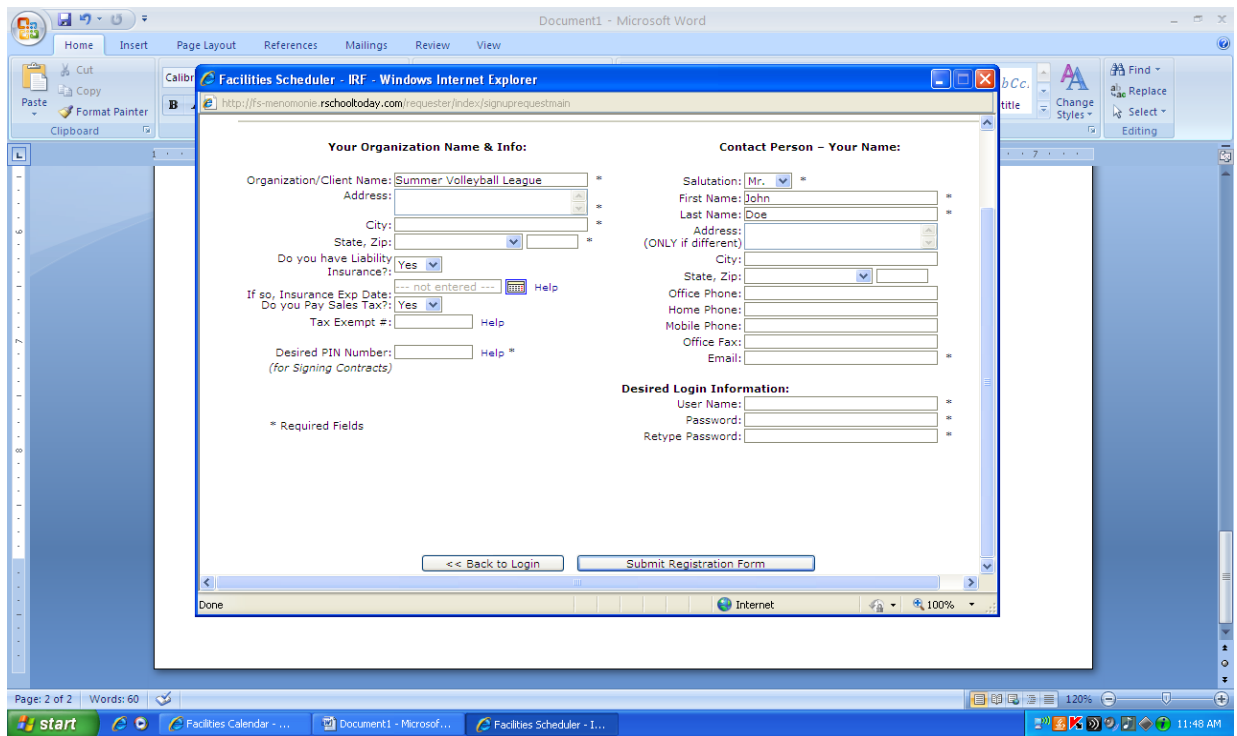 Document1 - Microsoft Word
Home Insert Page Layout References Mailings Review View
Cut
Copy
Paste
Format Painter
Clipboard
Calibr
B
title
Change Styles
Find
Replace
Select
Editing
Facilities Scheduler - IRF - Windows Internet Explorer
http://fs-menomonie.rschooltoday.com/requester/index/signuprequestmain
Your Organization Name & Info:
Organization/Client Name: Summer Volleyball League *
Address: *
City: *
State, Zip: *
Do you have Liability
Insurance?: Yes
If so, Insurance Exp Date: --- not entered --- Help
Do you Pay Sales Tax?: Yes
Tax Exempt #: Help
Desired PIN Number: Help *
(for Signing Contracts)
* Required Fields
Contact Person – Your Name:
Salutation: Mr. *
First Name: John *
Last Name: Doe *
Address:
(ONLY if different)
City:
State, Zip:
Office Phone:
Home Phone:
Mobile Phone:
Office Fax:
Email: *
Desired Login Information:
User Name: *
Password: *
Retype Password: *
<< Back to Login Submit Registration Form
Done Internet 100%
Page: 2 of 2 Words: 60 120%
start Facilities Calendar - ... Document1 - Microsof... Facilities Scheduler - I... 11:48 AM